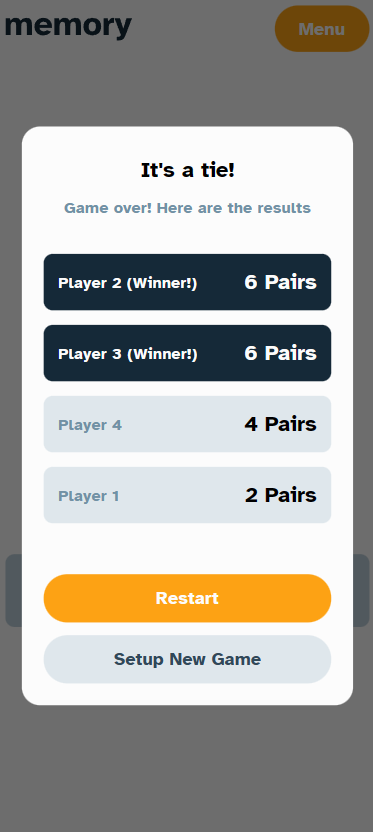 memory
Menu
It's a tie!
Game over! Here are the results
Player 2 (Winner!) 6 Pairs
Player 3 (Winner!) 6 Pairs
Player 4 4 Pairs
Player 1 2 Pairs
Restart
Setup New Game